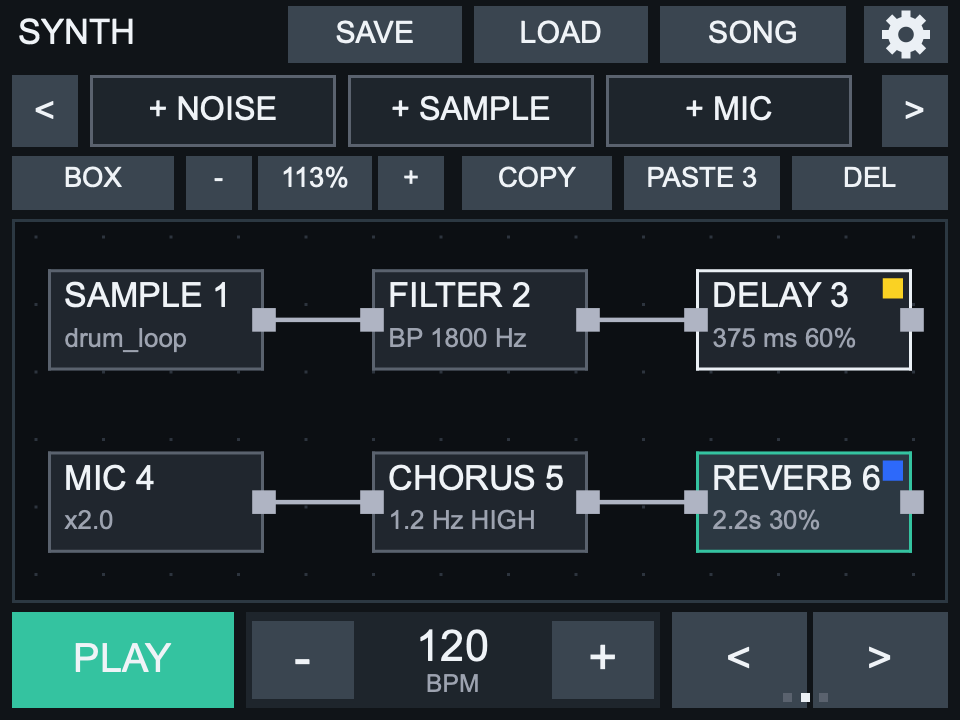 SYNTH SAVE LOAD SONG
< + NOISE + SAMPLE + MIC >
BOX - 113% + COPY PASTE 3 DEL
SAMPLE 1 FILTER 2 DELAY 3
drum_loop BP 1800 Hz 375 ms 60%
MIC 4 CHORUS 5 REVERB 6
x2.0 1.2 Hz HIGH 2.2s 30%
PLAY - 120 + < >
BPM